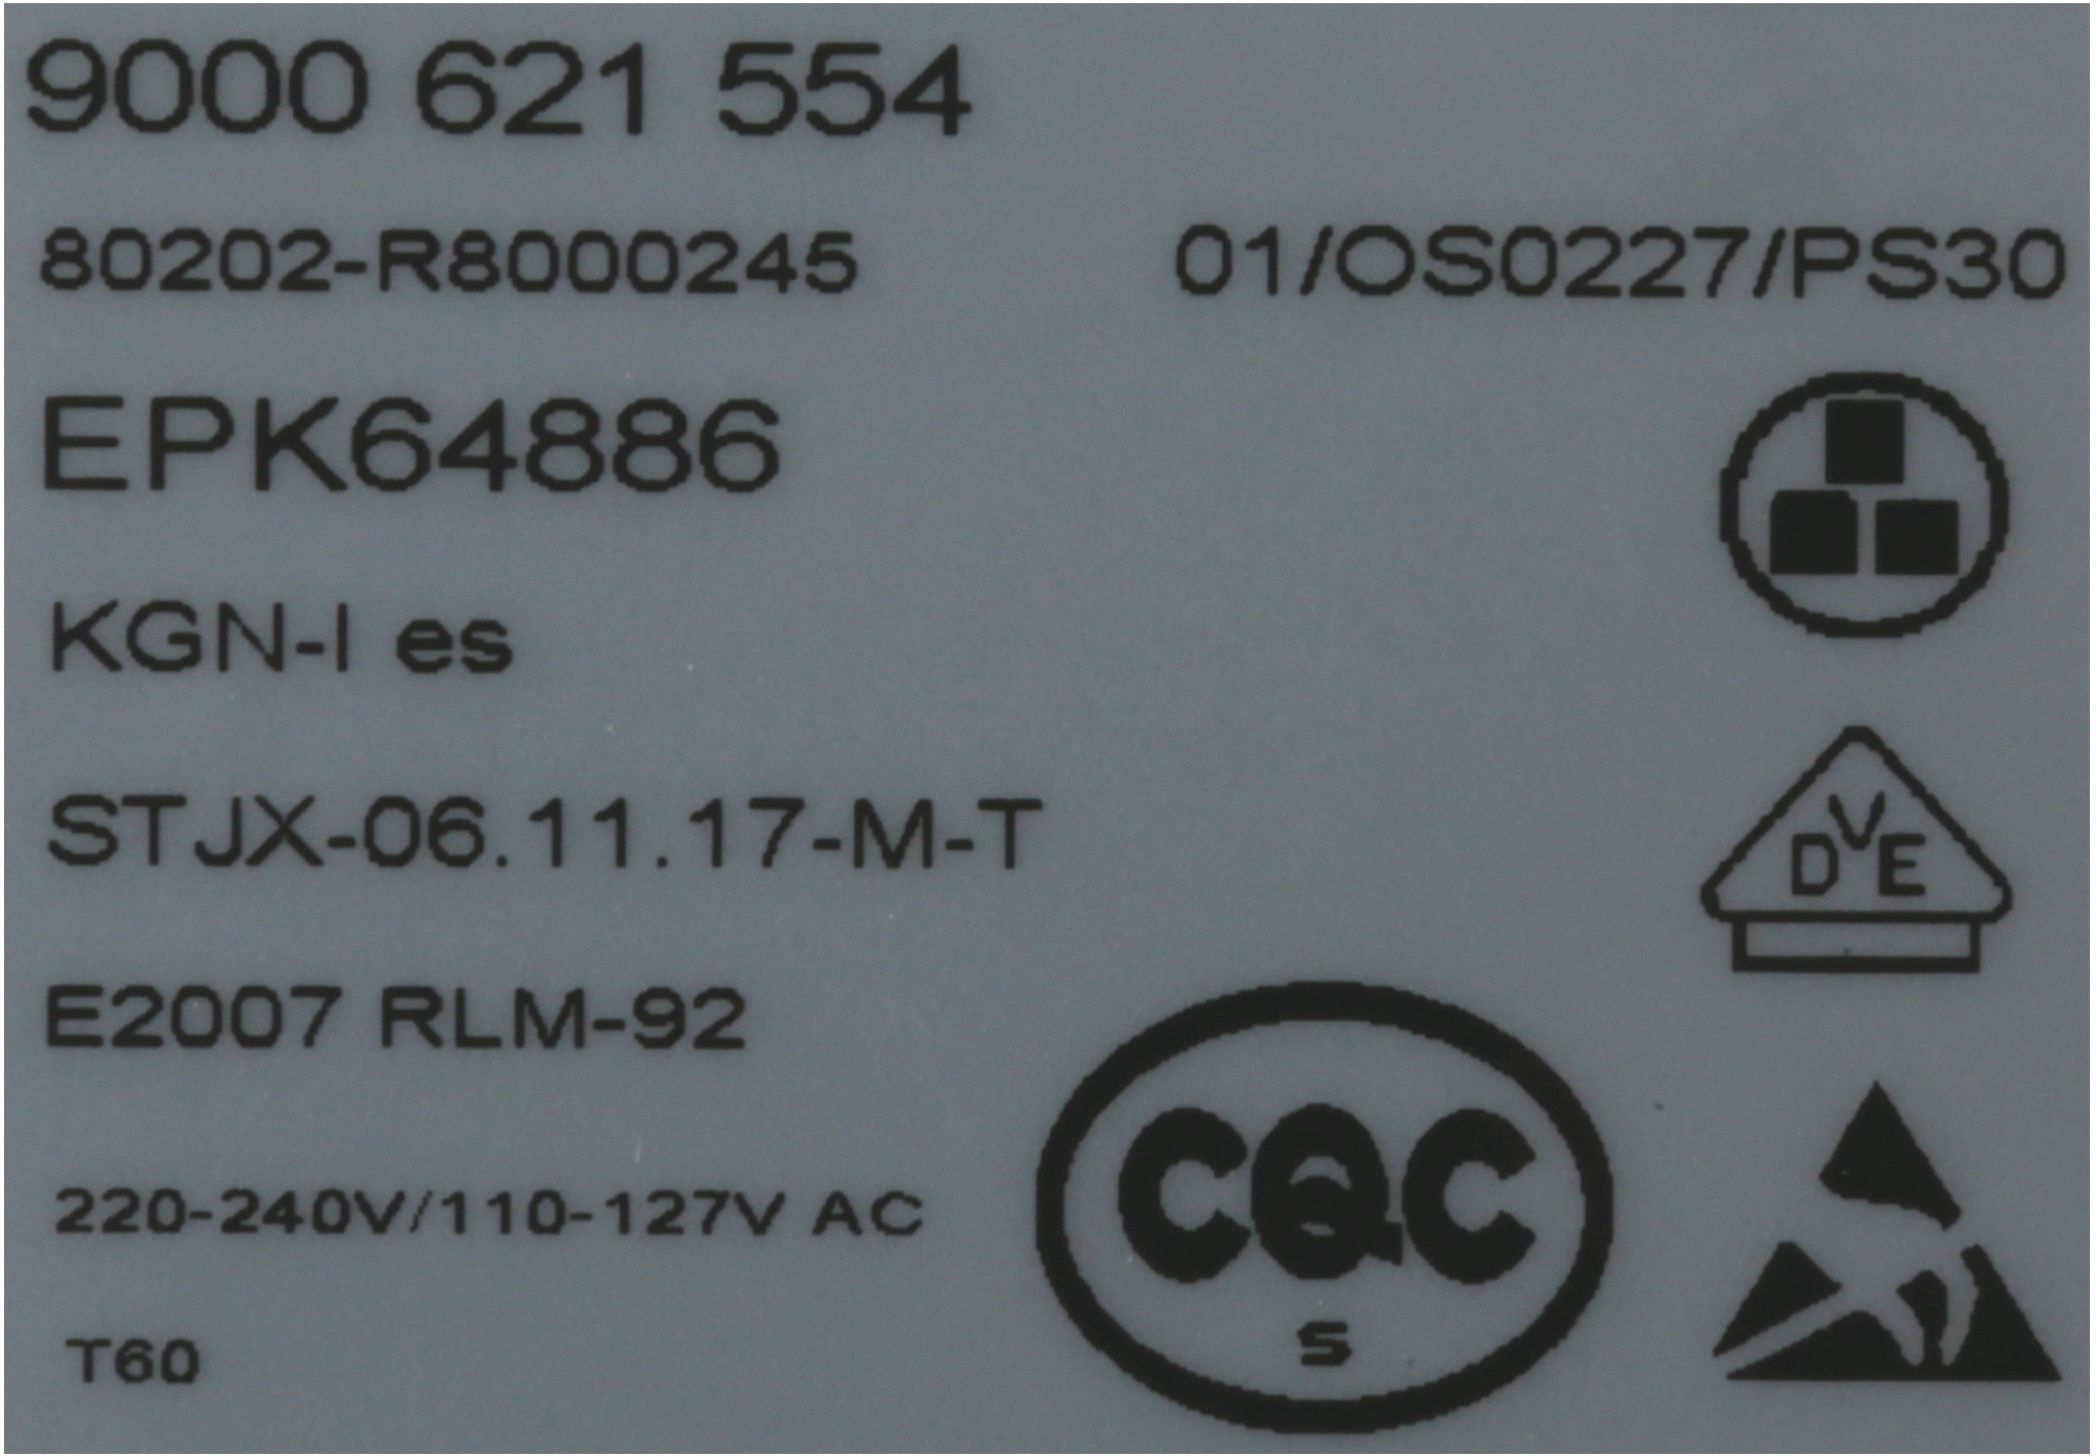 9000 621 554
80202-R8000245 01/OS0227/PS30
EPK64886
KGN-I es
STJX-06.11.17-M-T
DVE
E2007 RLM-92
CQC
220-240V/110-127V AC
S
T60